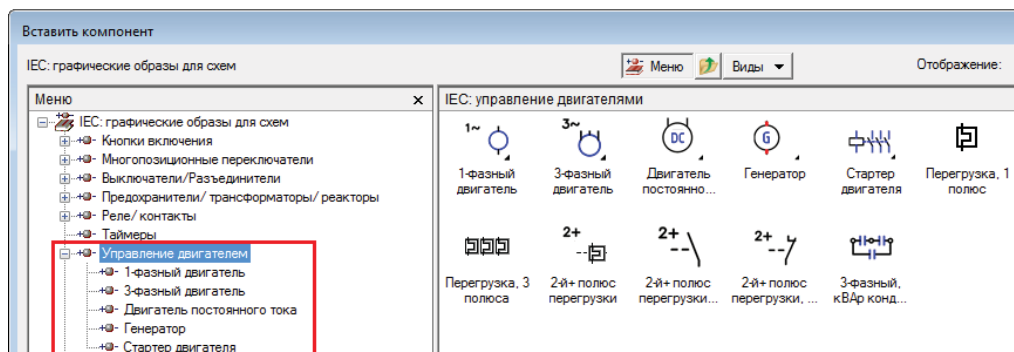 Вставить компонент
IEC: графические образы для схем
Меню
Виды
Отображение:
Меню
IEC: графические образы для схем
Кнопки включения
Многопозиционные переключатели
Выключатели/Разъединители
Предохранители/ трансформаторы/ реакторы
Реле/ контакты
Таймеры
Управление двигателем
1-фазный двигатель
3-фазный двигатель
Двигатель постоянного тока
Генератор
Стартер двигателя
IEC: управление двигателями
1~
3~
DC
G
1-фазный
двигатель
3-фазный
двигатель
Двигатель
постоянно...
Генератор
Стартер
двигателя
Перегрузка, 1
полюс
2+
2+
2+
Перегрузка, 3
полюса
2-й+ полюс
перегрузки
2-й+ полюс
перегрузки...
2-й+ полюс
перегрузки, ...
3-фазный,
кВАр конд...